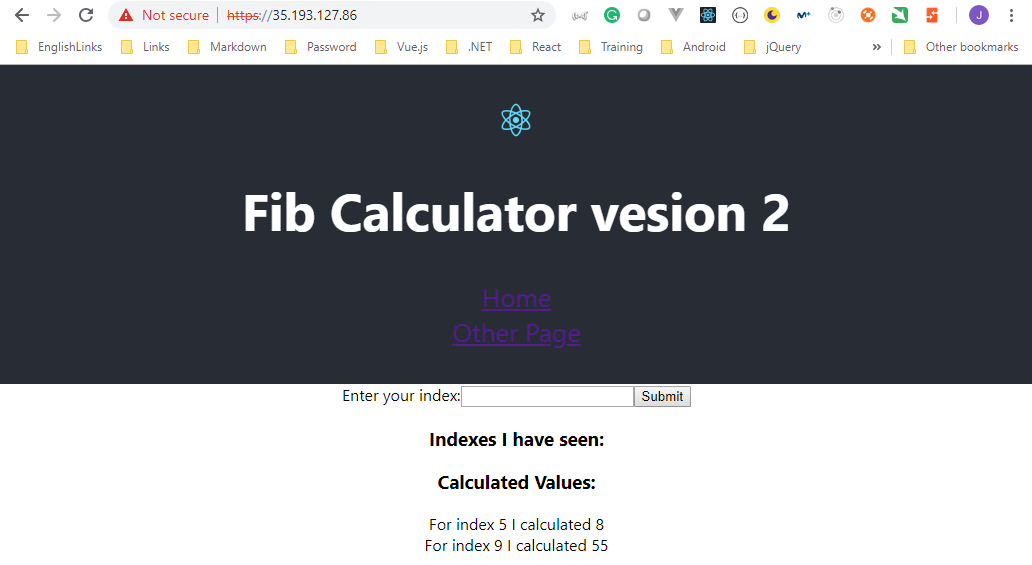 Not secure | https://35.193.127.86
EnglishLinks Links Markdown Password Vue.js .NET React Training Android jQuery » Other bookmarks
Fib Calculator vesion 2
Home
Other Page
Enter your index: Submit
Indexes I have seen:
Calculated Values:
For index 5 I calculated 8
For index 9 I calculated 55